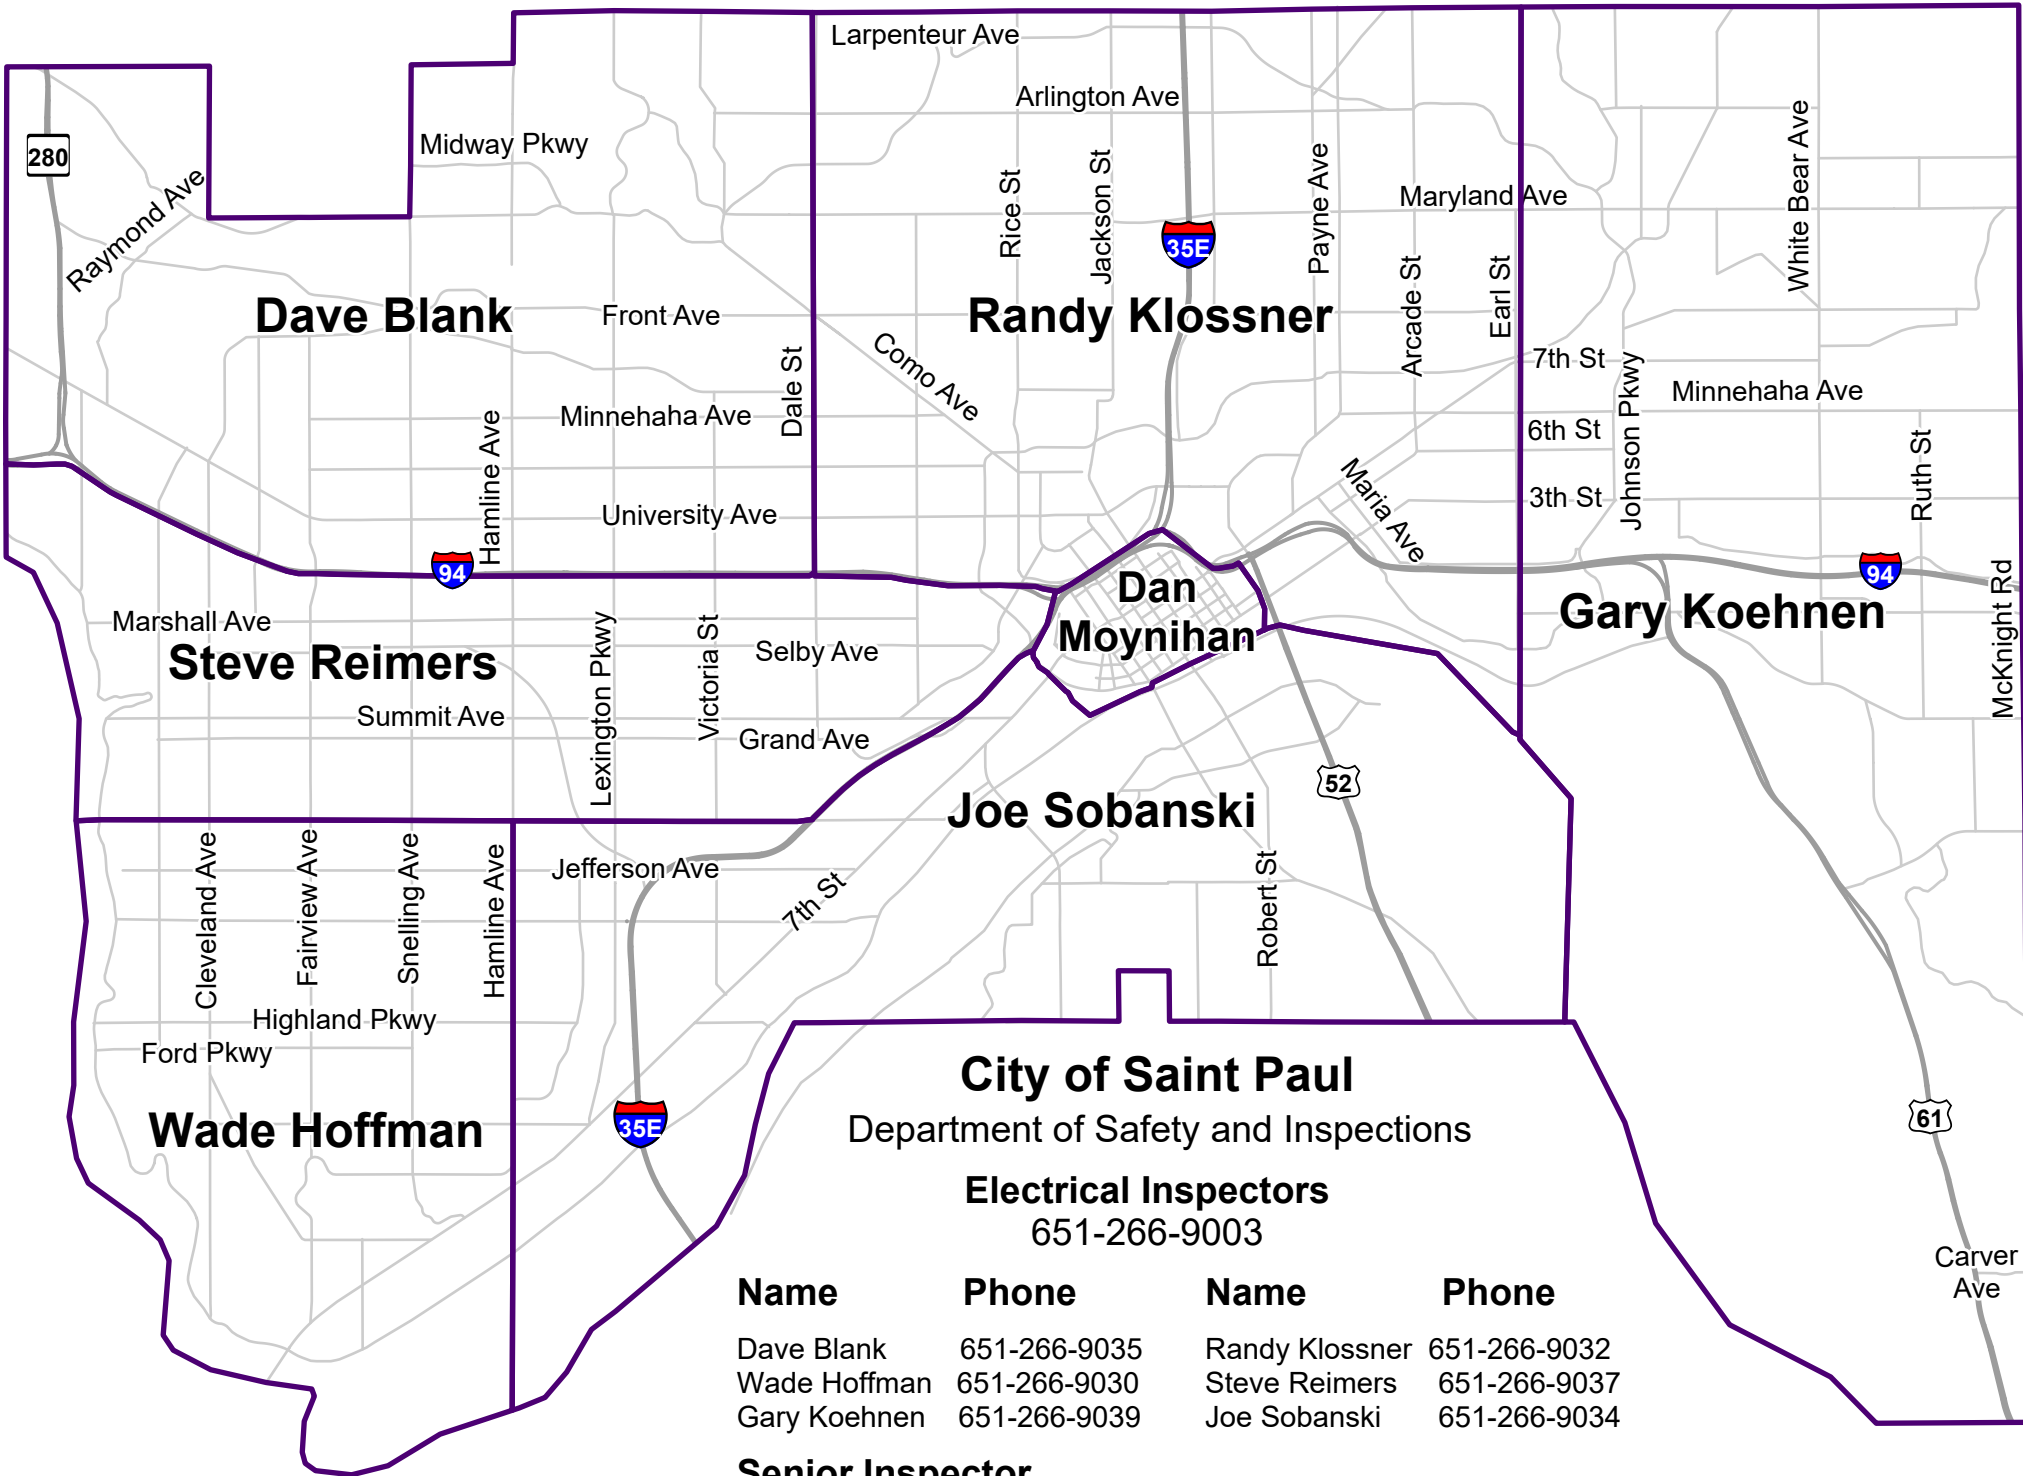 Larpenteur Ave
Arlington Ave
Midway Pkwy
280
Raymond Ave
Rice St
Jackson St
35E
Payne Ave
Maryland Ave
White Bear Ave
Dave Blank
Front Ave
Randy Klossner
Arcade St
Earl St
Como Ave
Dale St
7th St
Johnson Pkwy
Minnehaha Ave
Minnehaha Ave
Hamline Ave
6th St
Ruth St
Maria Ave
3th St
University Ave
94
94
Dan
Moynihan
Gary Koehnen
McKnight Rd
Marshall Ave
Steve Reimers
Lexington Pkwy
Victoria St
Selby Ave
Summit Ave
Grand Ave
52
Joe Sobanski
Cleveland Ave
Fairview Ave
Snelling Ave
Hamline Ave
Jefferson Ave
7th St
Robert St
Highland Pkwy
Ford Pkwy
Wade Hoffman
35E
61
Carver
Ave
City of Saint Paul
Department of Safety and Inspections
Electrical Inspectors
651-266-9003
Name Phone Name Phone
Dave Blank 651-266-9035 Randy Klossner 651-266-9032
Wade Hoffman 651-266-9030 Steve Reimers 651-266-9037
Gary Koehnen 651-266-9039 Joe Sobanski 651-266-9034
Senior Inspector